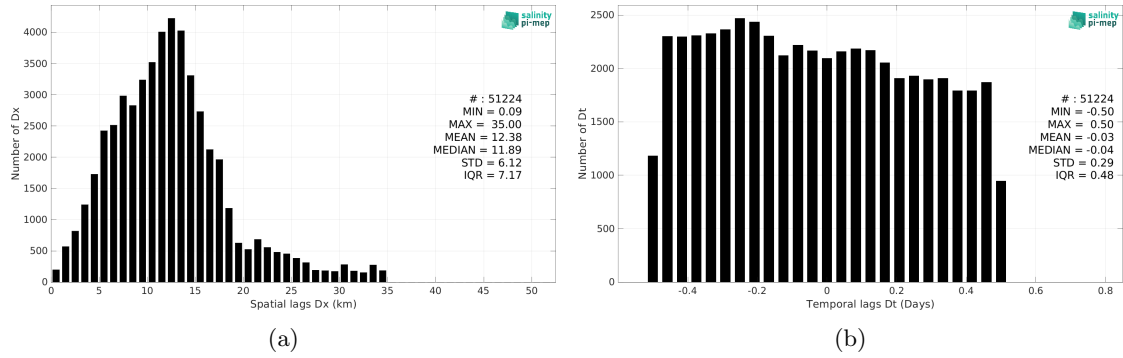 salinity
pi-mep
4000
3500
3000
2500
2000
1500
1000
500
0
Number of Dx
# : 51224
MIN = 0.09
MAX = 35.00
MEAN = 12.38
MEDIAN = 11.89
STD = 6.12
IQR = 7.17
0 5 10 15 20 25 30 35 40 45 50
Spatial lags Dx (km)
(a)
salinity
pi-mep
2500
2000
1500
1000
500
0
Number of Dt
# : 51224
MIN = -0.50
MAX = 0.50
MEAN = -0.03
MEDIAN = -0.04
STD = 0.29
IQR = 0.48
-0.4 -0.2 0 0.2 0.4 0.6 0.8
Temporal lags Dt (Days)
(b)